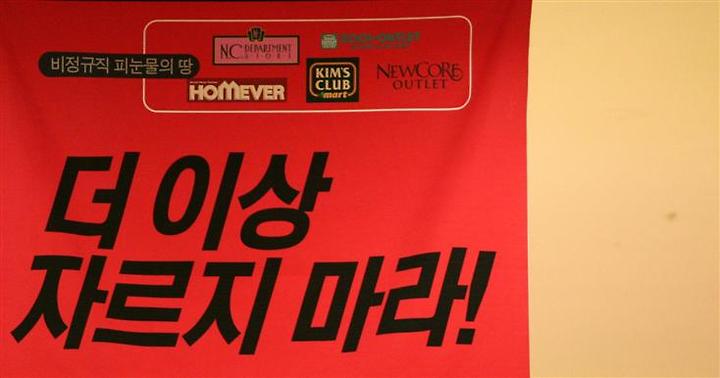 비정규직 피눈물의 땅
NC DEPARTMENT
STORE
HOMEVER
KIM'S
CLUB
mart
NEWCORE
OUTLET
더 이상
자르지 마라!